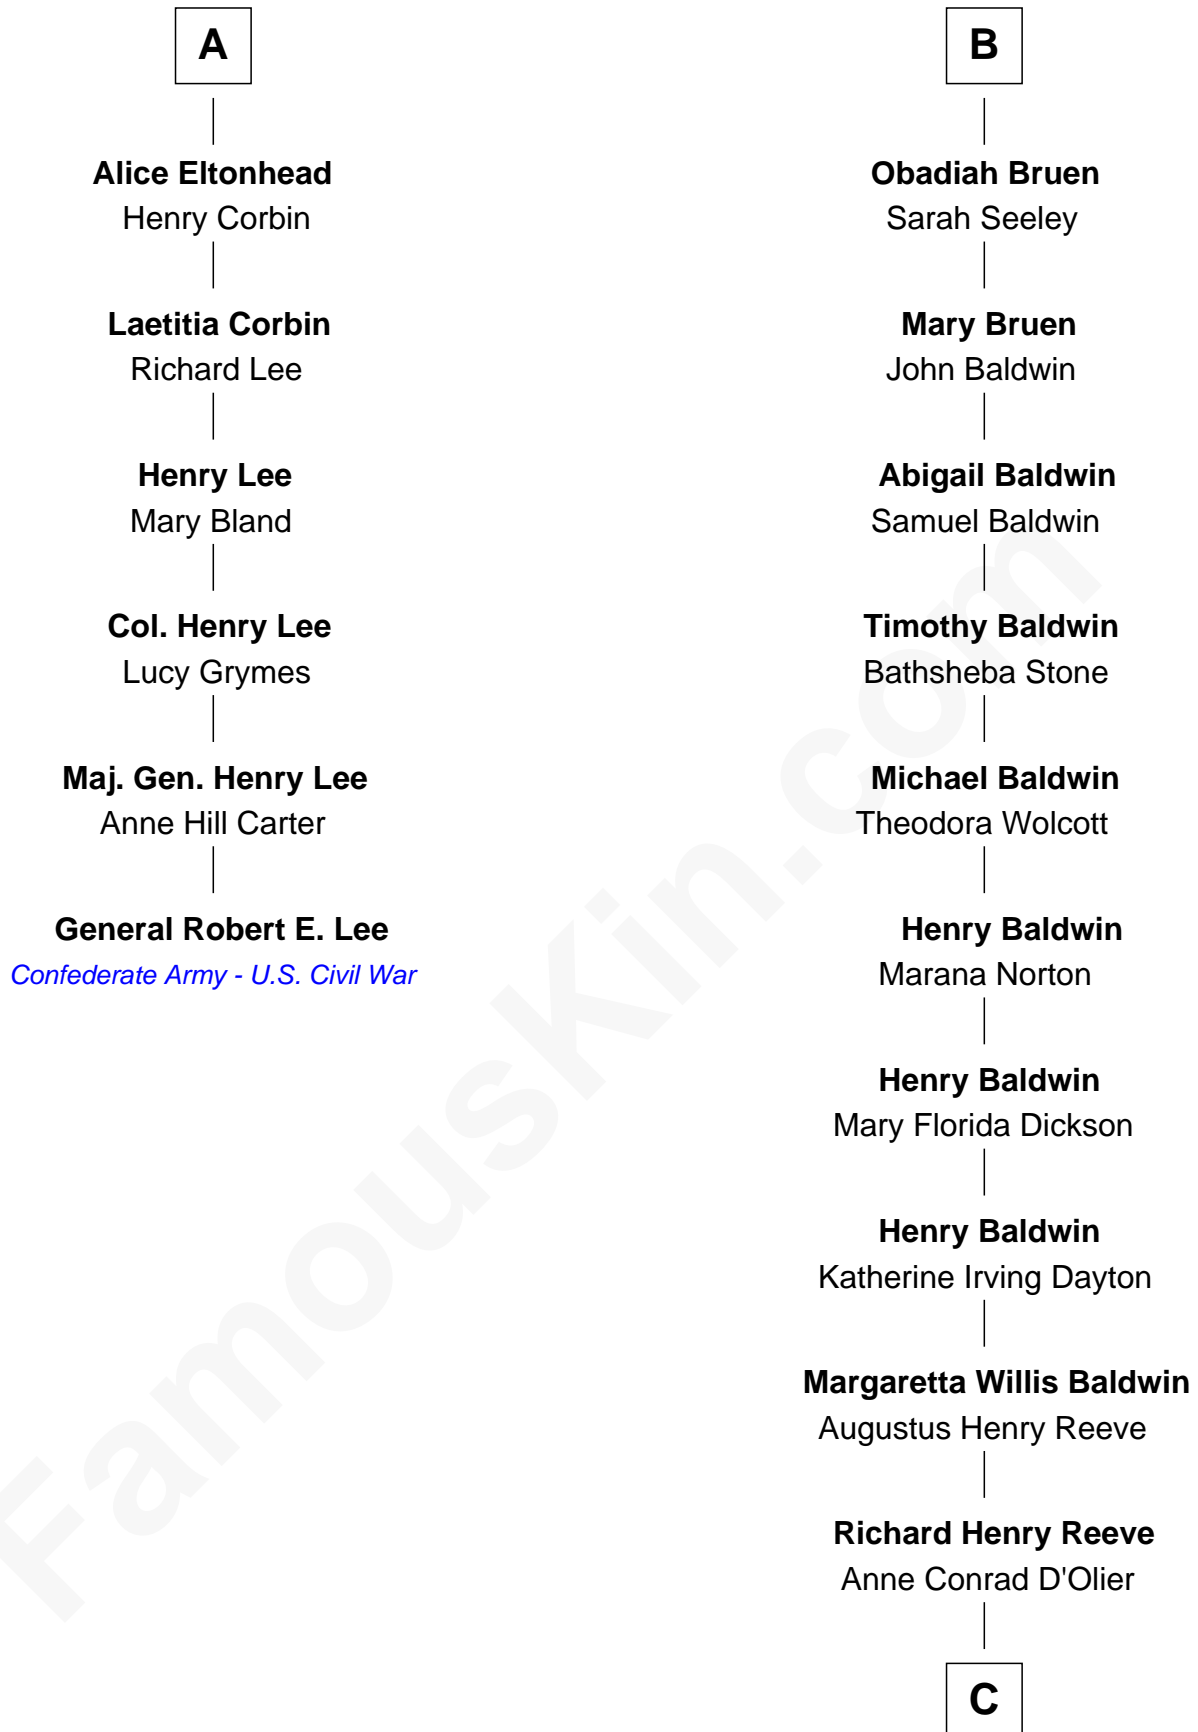 A
Alice Eltonhead
Henry Corbin
Laetitia Corbin
Richard Lee
Henry Lee
Mary Bland
Col. Henry Lee
Lucy Grymes
Maj. Gen. Henry Lee
Anne Hill Carter
General Robert E. Lee
Confederate Army - U.S. Civil War
B
Obadiah Bruen
Sarah Seeley
Mary Bruen
John Baldwin
Abigail Baldwin
Samuel Baldwin
Timothy Baldwin
Bathsheba Stone
Michael Baldwin
Theodora Wolcott
Henry Baldwin
Marana Norton
Henry Baldwin
Mary Florida Dickson
Henry Baldwin
Katherine Irving Dayton
Margaretta Willis Baldwin
Augustus Henry Reeve
Richard Henry Reeve
Anne Conrad D'Olier
C
FamousKin.com